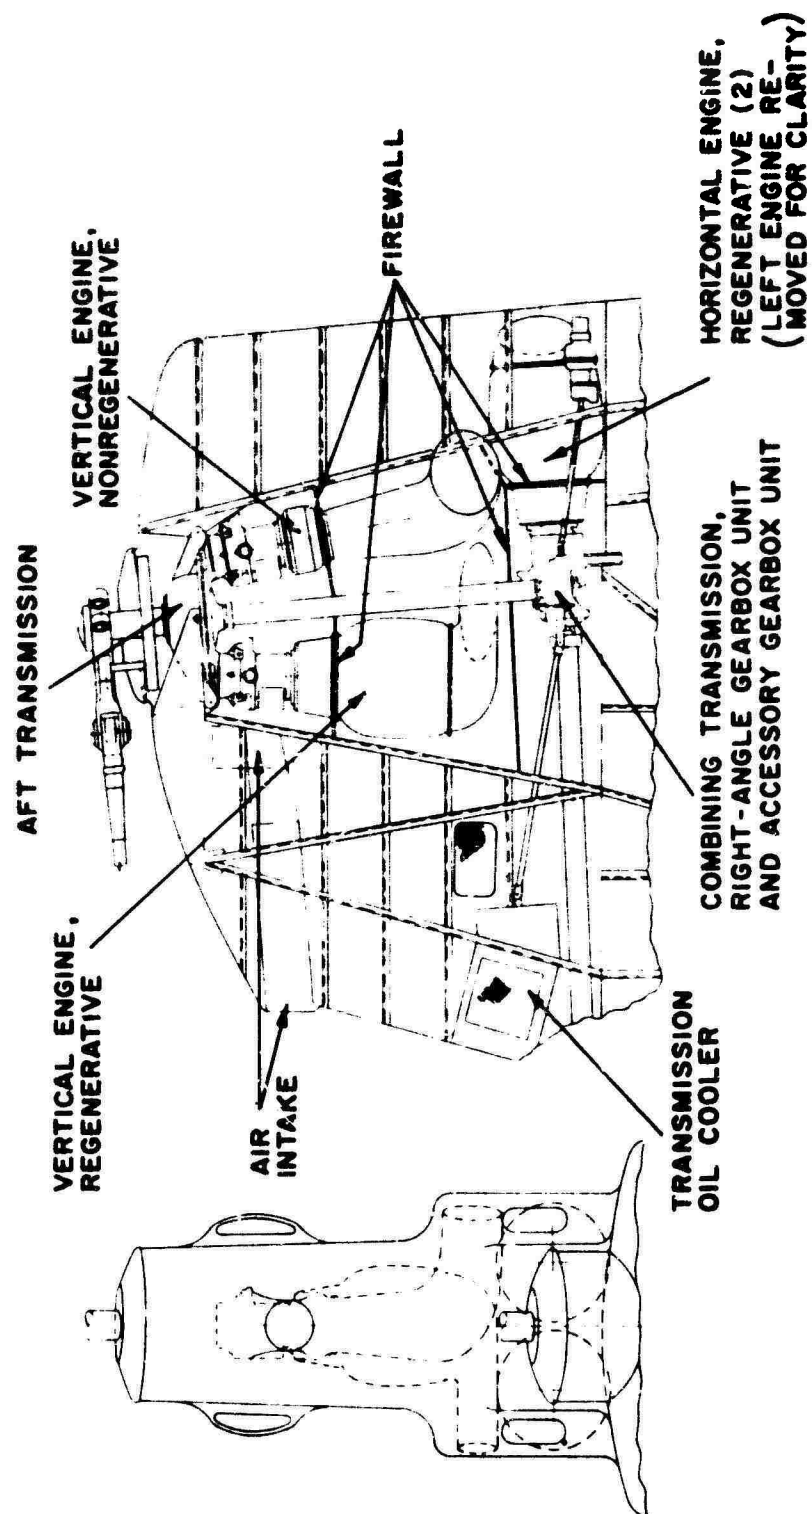 AFT TRANSMISSION
VERTICAL ENGINE,
NONREGENERATIVE
VERTICAL ENGINE,
REGENERATIVE
FIREWALL
AIR
INTAKE
TRANSMISSION
OIL COOLER
COMBINING TRANSMISSION,
RIGHT-ANGLE GEARBOX UNIT
AND ACCESSORY GEARBOX UNIT
HORIZONTAL ENGINE,
REGENERATIVE (2)
(LEFT ENGINE RE-
MOVED FOR CLARITY)